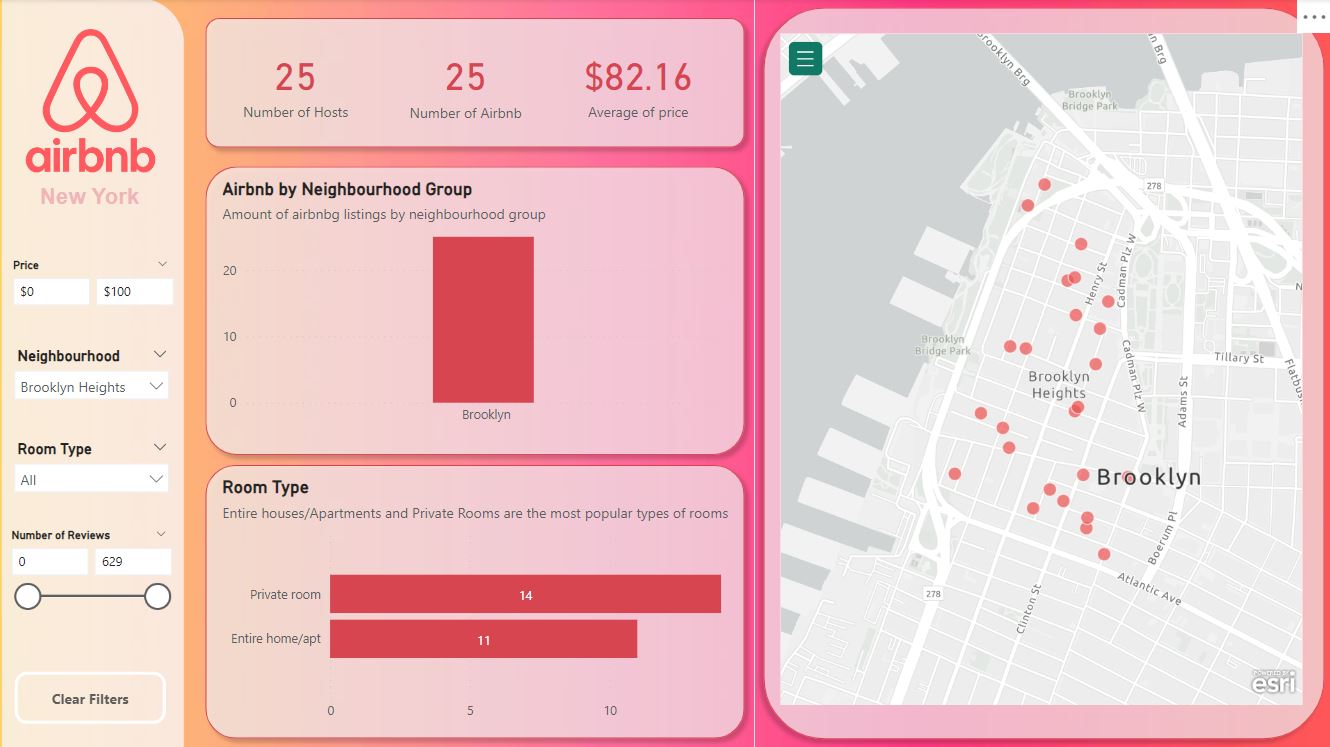 airbnb
New York
Price
$0 $100
Neighbourhood
Brooklyn Heights
Room Type
All
Number of Reviews
0 629
Clear Filters
25 25 $82.16
Number of Hosts Number of Airbnb Average of price
Airbnb by Neighbourhood Group
Amount of airbnbg listings by neighbourhood group
20
10
0
Brooklyn
Room Type
Entire houses/Apartments and Private Rooms are the most popular types of rooms
Private room 14
Entire home/apt 11
0 5 10
Brooklyn Brg
n Brg
Brooklyn
Bridge Park
278
Henry St
Cadman Plz W
Brooklyn
Bridge Park
Cadman Plz W
Tillary St
Flatbus
N
Brooklyn
Heights
Adams St
Brooklyn
Boerum Pl
Atlantic Ave
Clinton St
278
POWERED BY
esri